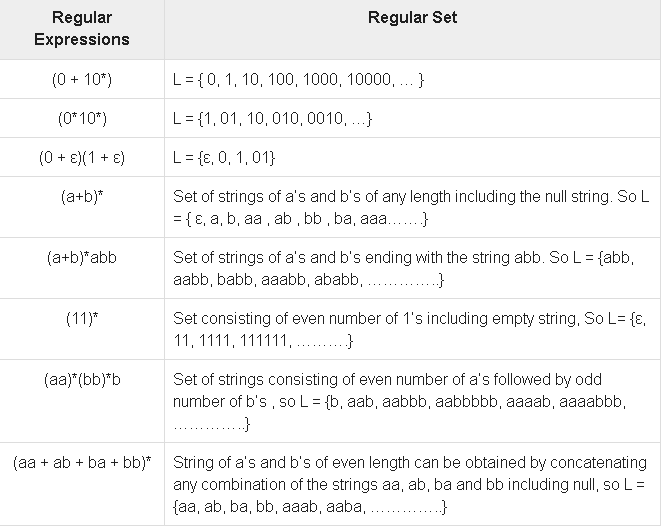 Regular
Expressions
Regular Set
(0 + 10*)
L = { 0, 1, 10, 100, 1000, 10000, … }
(0*10*)
L = {1, 01, 10, 010, 0010, …}
(0 + ε)(1 + ε)
L = {ε, 0, 1, 01}
(a+b)*
Set of strings of a’s and b’s of any length including the null string. So L
= { ε, a, b, aa , ab , bb , ba, aaa…….}
(a+b)*abb
Set of strings of a’s and b’s ending with the string abb. So L = {abb,
aabb, babb, aaabb, ababb, …………..}
(11)*
Set consisting of even number of 1’s including empty string, So L= {ε,
11, 1111, 111111, ……….}
(aa)*(bb)*b
Set of strings consisting of even number of a’s followed by odd
number of b’s , so L = {b, aab, aabbb, aabbbbb, aaaab, aaaabbb,
…………..}
(aa + ab + ba + bb)*
String of a’s and b’s of even length can be obtained by concatenating
any combination of the strings aa, ab, ba and bb including null, so L =
{aa, ab, ba, bb, aaab, aaba, …………..}